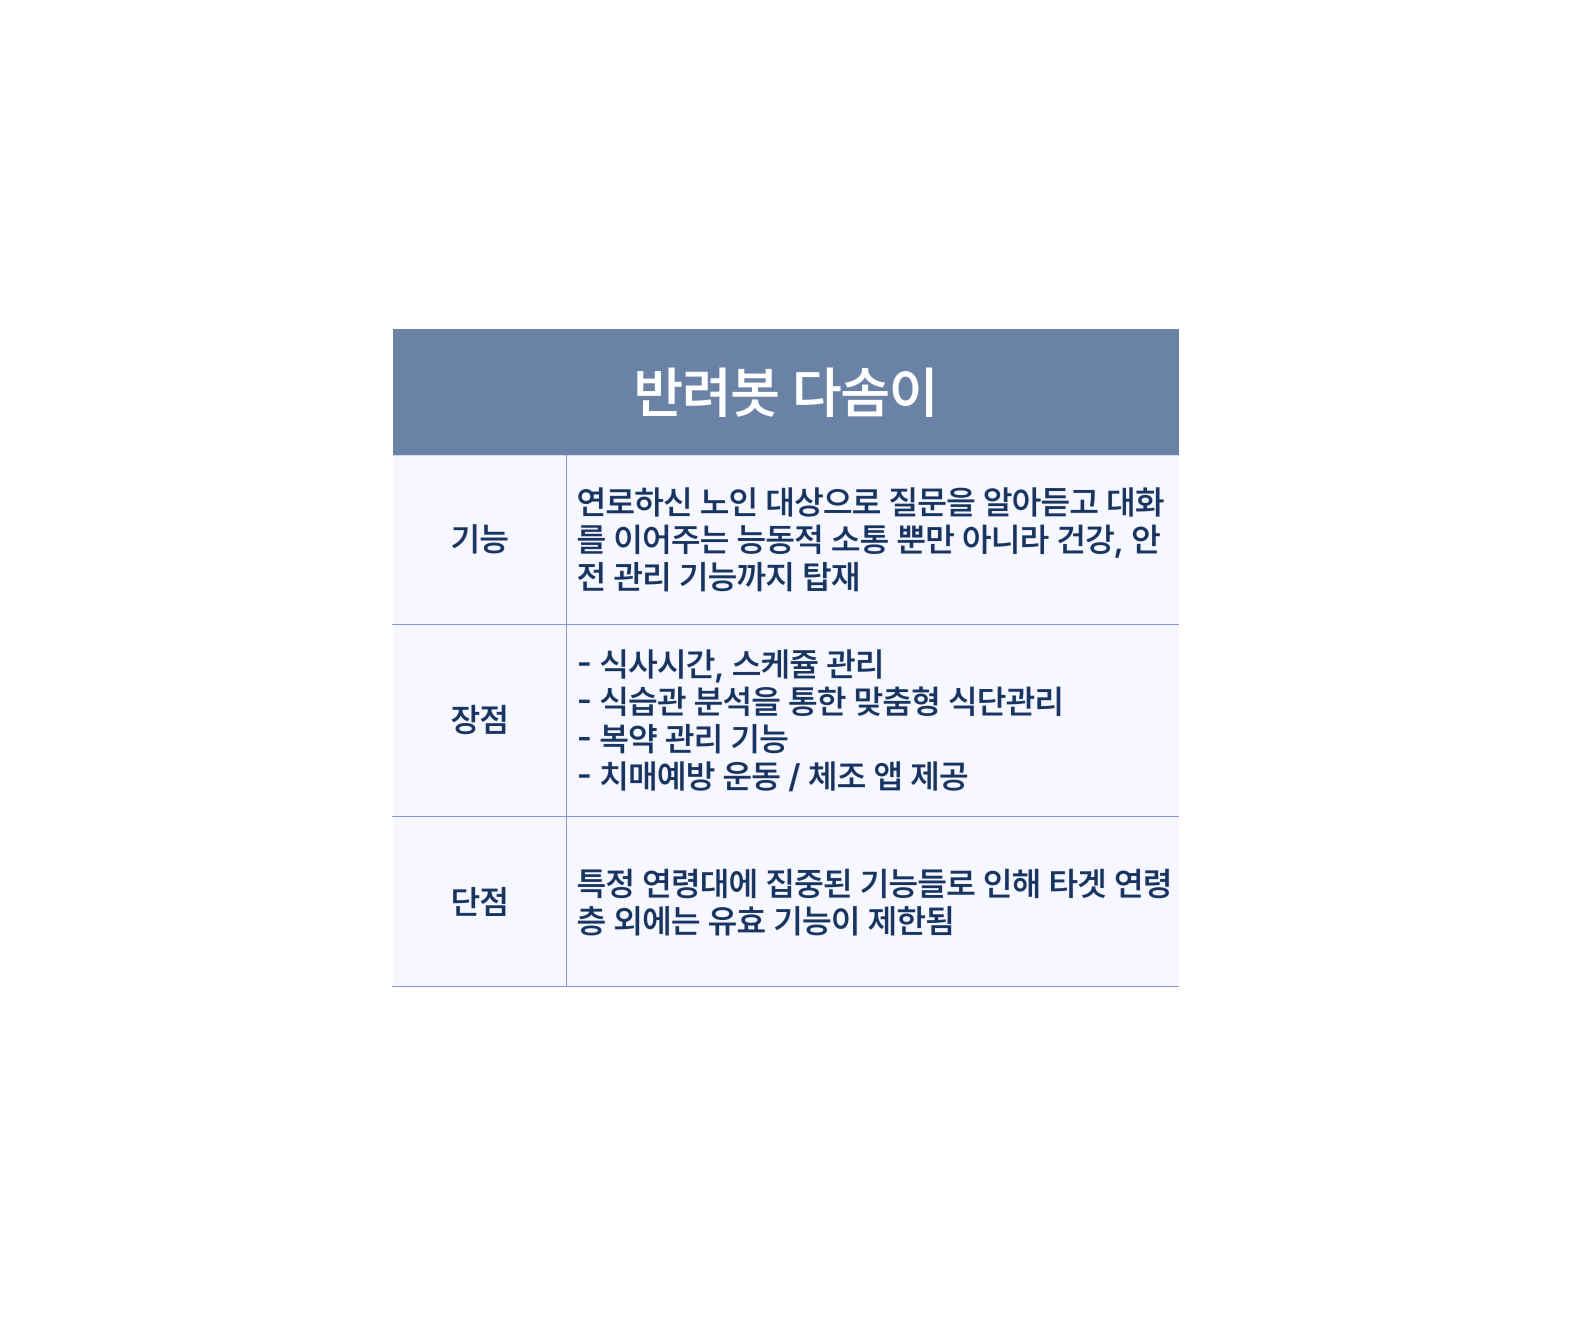 반려봇 다솜이
기능
연로하신 노인 대상으로 질문을 알아듣고 대화
를 이어주는 능동적 소통 뿐만 아니라 건강, 안
전 관리 기능까지 탑재
장점
- 식사시간, 스케쥴 관리
- 식습관 분석을 통한 맞춤형 식단관리
- 복약 관리 기능
- 치매예방 운동 / 체조 앱 제공
단점
특정 연령대에 집중된 기능들로 인해 타겟 연령
층 외에는 유효 기능이 제한됨